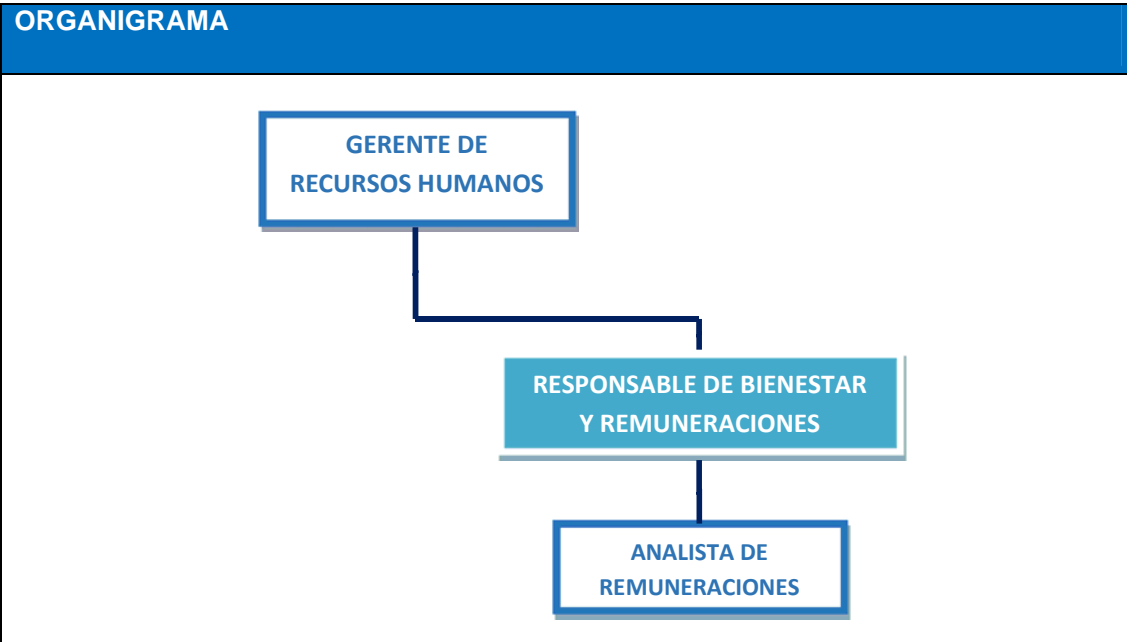 ORGANIGRAMA
GERENTE DE
RECURSOS HUMANOS
RESPONSABLE DE BIENESTAR
Y REMUNERACIONES
ANALISTA DE
REMUNERACIONES